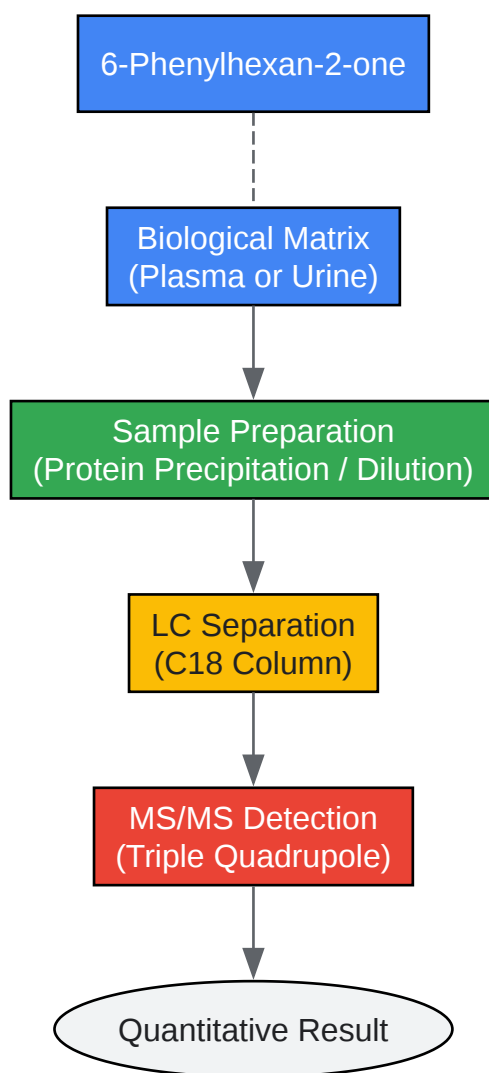 6-Phenylhexan-2-one
Biological Matrix
(Plasma or Urine)
Sample Preparation
(Protein Precipitation / Dilution)
LC Separation
(C18 Column)
MS/MS Detection
(Triple Quadrupole)
Quantitative Result